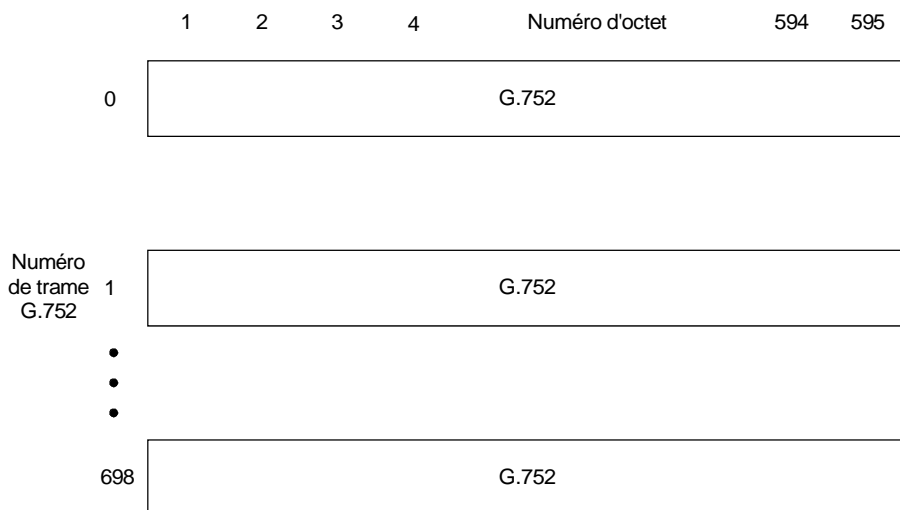 1 2 3 4 Numéro d'octet 594 595
0 G.752
Numéro
de trame 1 G.752
G.752
698 G.752